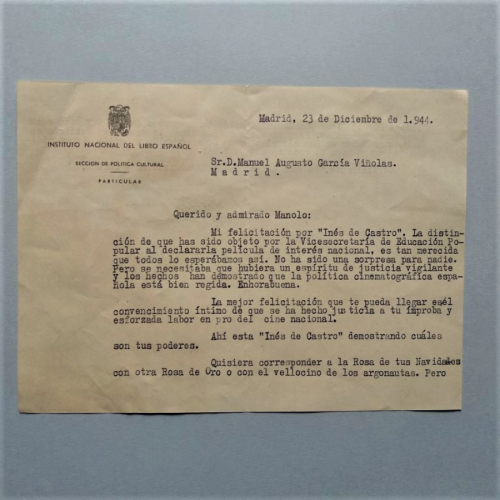 Madrid, 23 de Diciembre de 1.944.
INSTITUTO NACIONAL DEL LIBRO ESPAÑOL
SECCION DE POLITICA CULTURAL
PARTICULAR
Sr.D.Manuel Augusto García Viñolas.
Madrid.
Querido y admirado Manolo:
Mi felicitación por "Inés de Castro". La distin-
ción de que has sido objeto por la Vicesecretaría de Educación Po-
pular al declararla película de interés nacional, es tan merecida
que todos lo esperábamos así. No ha sido una sorpresa para nadie.
Pero se necesitaba que hubiera un espíritu de justicia vigilante
y los hechos han demostrado que la política cinematográfica espa-
ñola está bien regida. Enhorabuena.
La mejor felicitación que te pueda llegar esél
convencimiento íntimo de que se ha hecho justicia a tu ímproba y
esforzada labor en pro del cine nacional.
Ahí esta "Inés de Castro" demostrando cuáles
son tus poderes.
Quisiera corresponder a la Rosa de tus Navidades
con otra Rosa de Oro o con el vellocino de los argonautas. Pero